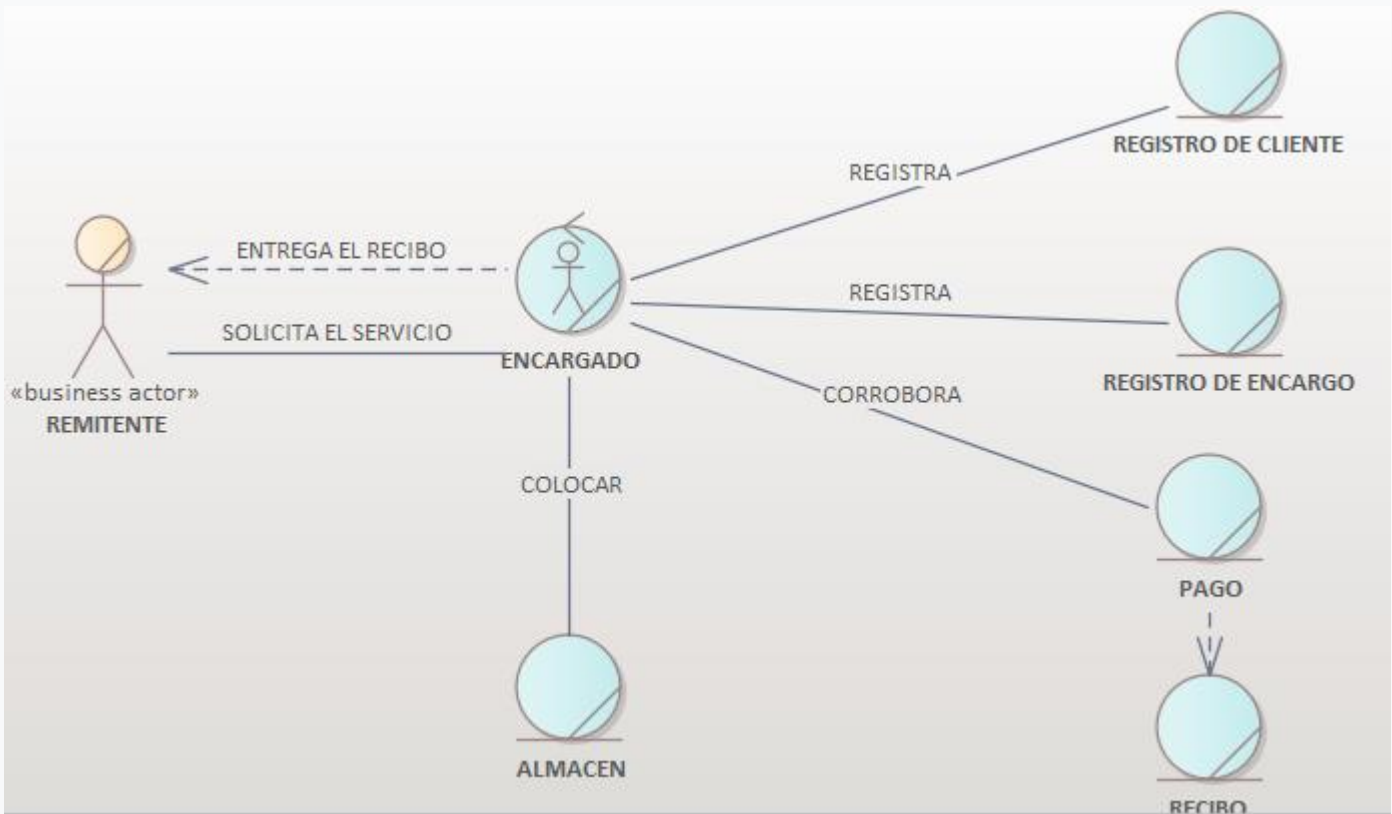 REGISTRO DE CLIENTE
REGISTRA
ENTREGA EL RECIBO
REGISTRA
SOLICITA EL SERVICIO
ENCARGADO
«business actor»
REMITENTE
REGISTRO DE ENCARGO
CORROBORA
COLOCAR
PAGO
ALMACEN
RECIBO